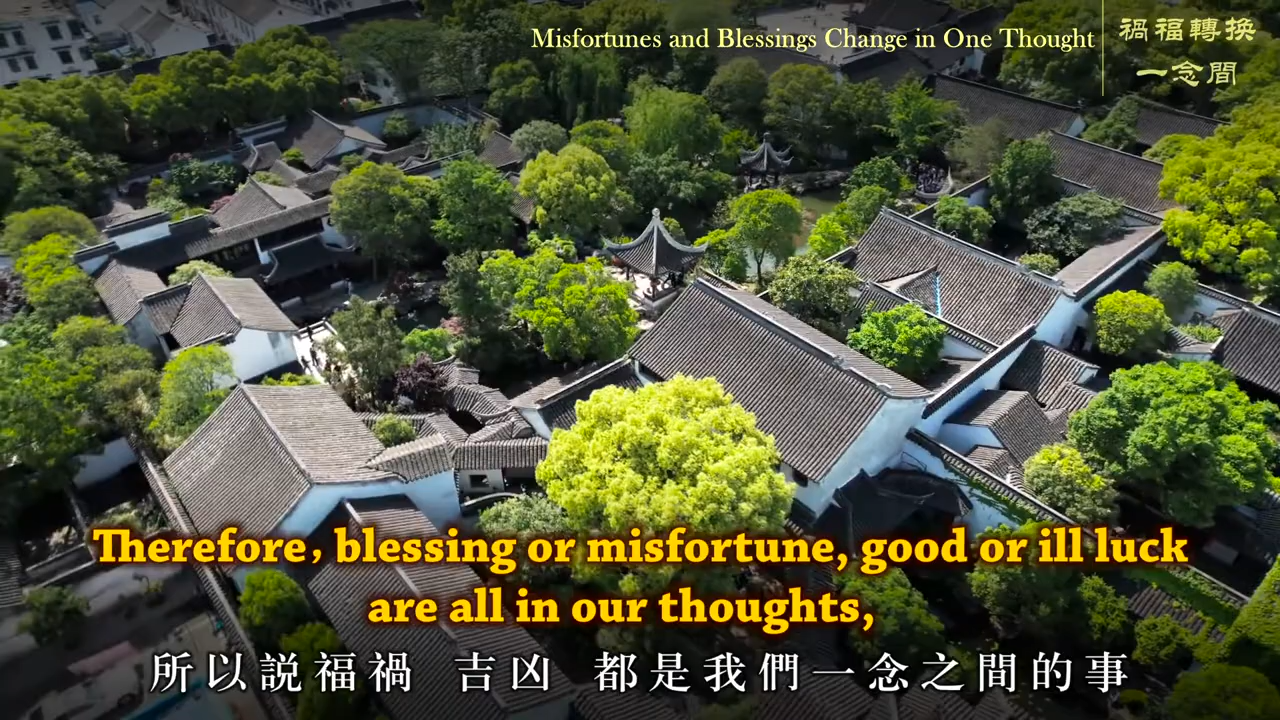 Misfortunes and Blessings Change in One Thought
禍福轉換
一念間
Therefore, blessing or misfortune, good or ill luck
are all in our thoughts,
所以説福禍 吉凶 都是我們一念之間的事